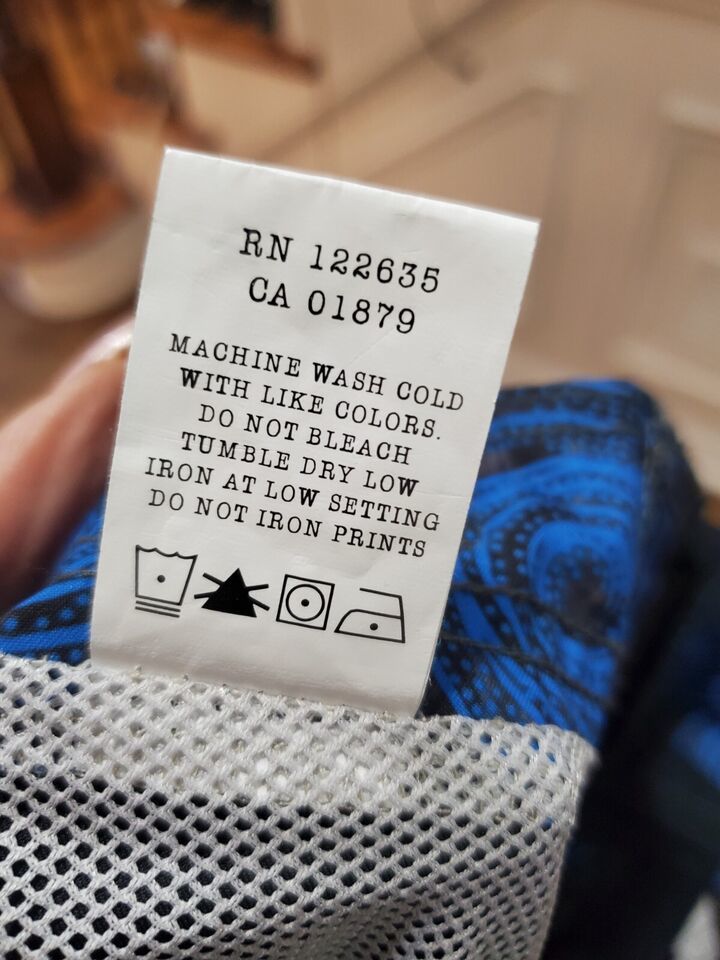 RN 122635
CA 01879
MACHINE WASH COLD
WITH LIKE COLORS.
DO NOT BLEACH
TUMBLE DRY LOW
IRON AT LOW SETTING
DO NOT IRON PRINTS